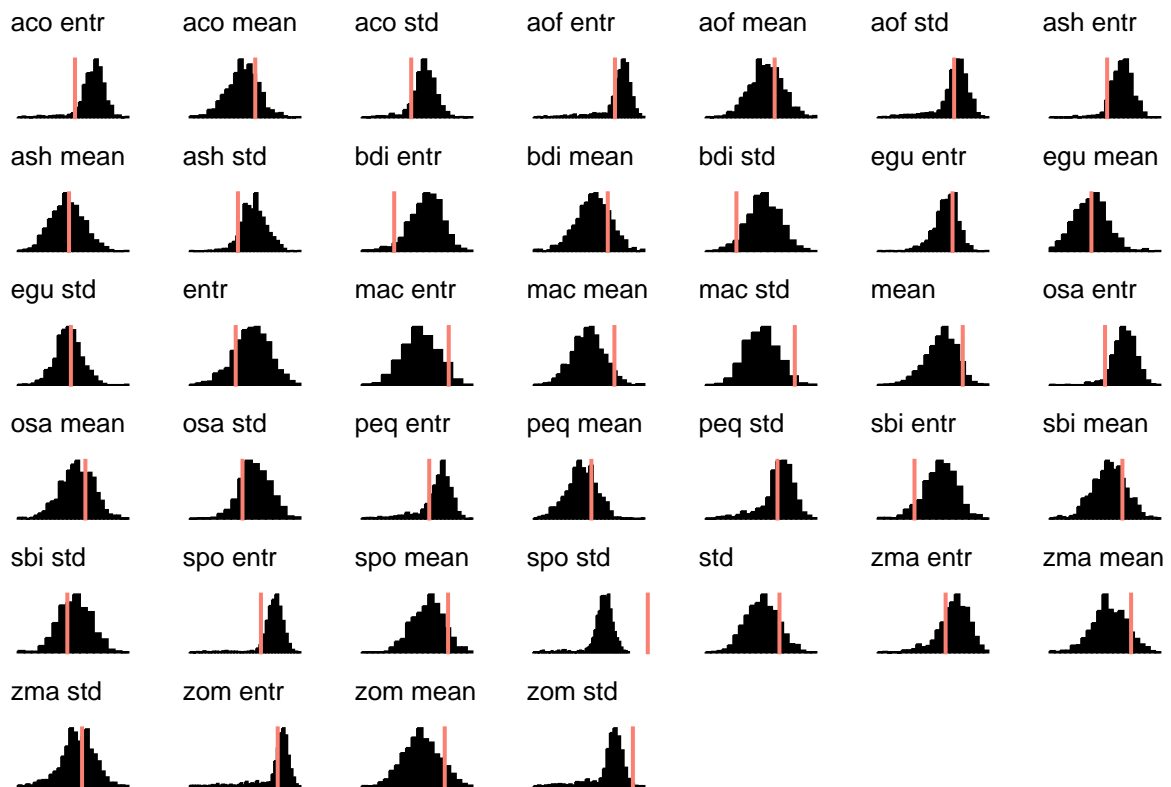 aco entr aco mean aco std aof entr aof mean aof std ash entr
ash mean ash std bdi entr bdi mean bdi std egu entr egu mean
egu std entr mac entr mac mean mac std mean osa entr
osa mean osa std peq entr peq mean peq std sbi entr sbi mean
sbi std spo entr spo mean spo std std zma entr zma mean
zma std zom entr zom mean zom std